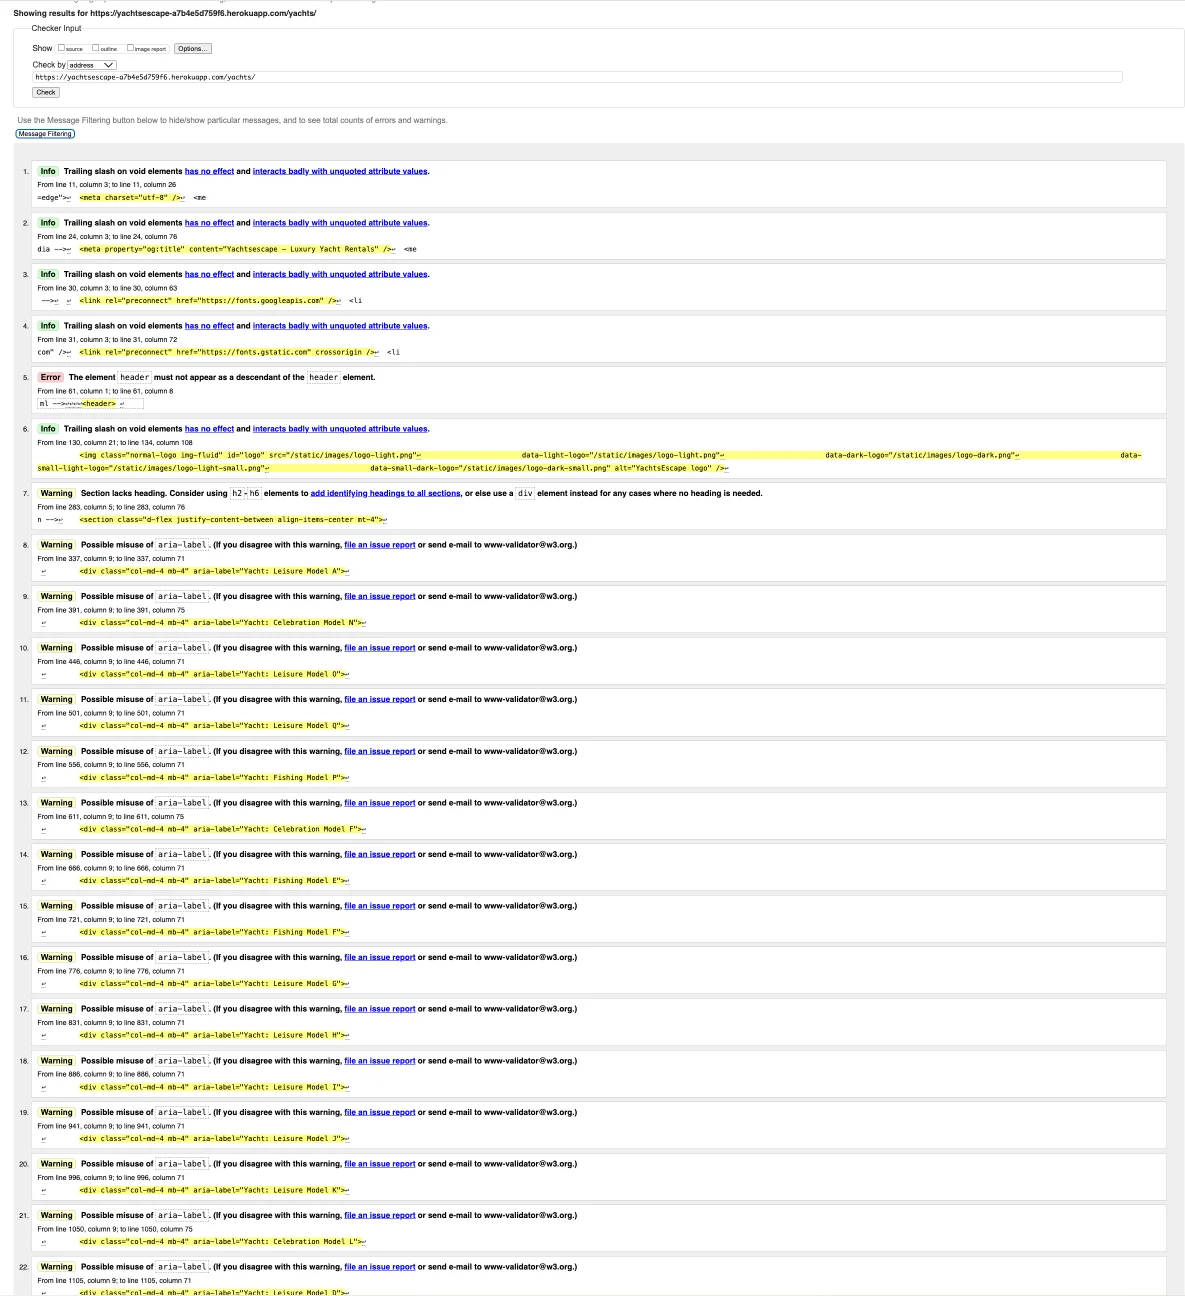 Showing results for https://yachtsescape-a7b4e5d759f6.herokuapp.com/yachts/
Checker Input
Show source outline image report Options...
Check by address
https://yachtsescape-a7b4e5d759f6.herokuapp.com/yachts/
Check
Use the Message Filtering button below to hide/show particular messages, and to see total counts of errors and warnings.
Message Filtering
1. Info Trailing slash on void elements has no effect and interacts badly with unquoted attribute values.
From line 11, column 3; to line 11, column 26
=edge">↩ <meta charset="utf-8" />↩ <me
2. Info Trailing slash on void elements has no effect and interacts badly with unquoted attribute values.
From line 24, column 3; to line 24, column 76
dia -->↩ <meta property="og:title" content="Yachtsescape - Luxury Yacht Rentals" />↩ <me
3. Info Trailing slash on void elements has no effect and interacts badly with unquoted attribute values.
From line 30, column 3; to line 30, column 63
-->↩ ↩ <link rel="preconnect" href="https://fonts.googleapis.com" />↩ <li
4. Info Trailing slash on void elements has no effect and interacts badly with unquoted attribute values.
From line 31, column 3; to line 31, column 72
com" />↩ <link rel="preconnect" href="https://fonts.gstatic.com" crossorigin />↩ <li
5. Error The element header must not appear as a descendant of the header element.
From line 61, column 1; to line 61, column 8
ml -->↩↩↩↩<header> ↩
6. Info Trailing slash on void elements has no effect and interacts badly with unquoted attribute values.
From line 130, column 21; to line 134, column 108
<img class="normal-logo img-fluid" id="logo" src="/static/images/logo-light.png"↩ data-light-logo="/static/images/logo-light.png"↩ data-dark-logo="/static/images/logo-dark.png"↩ data-
small-light-logo="/static/images/logo-light-small.png"↩ data-small-dark-logo="/static/images/logo-dark-small.png" alt="YachtsEscape logo" />↩
7. Warning Section lacks heading. Consider using h2-h6 elements to add identifying headings to all sections, or else use a div element instead for any cases where no heading is needed.
From line 283, column 5; to line 283, column 76
n -->↩ <section class="d-flex justify-content-between align-items-center mt-4">↩
8. Warning Possible misuse of aria-label. (If you disagree with this warning, file an issue report or send e-mail to www-validator@w3.org.)
From line 337, column 9; to line 337, column 71
↩ <div class="col-md-4 mb-4" aria-label="Yacht: Leisure Model A">↩
9. Warning Possible misuse of aria-label. (If you disagree with this warning, file an issue report or send e-mail to www-validator@w3.org.)
From line 391, column 9; to line 391, column 75
↩ <div class="col-md-4 mb-4" aria-label="Yacht: Celebration Model N">↩
10. Warning Possible misuse of aria-label. (If you disagree with this warning, file an issue report or send e-mail to www-validator@w3.org.)
From line 446, column 9; to line 446, column 71
↩ <div class="col-md-4 mb-4" aria-label="Yacht: Leisure Model O">↩
11. Warning Possible misuse of aria-label. (If you disagree with this warning, file an issue report or send e-mail to www-validator@w3.org.)
From line 501, column 9; to line 501, column 71
↩ <div class="col-md-4 mb-4" aria-label="Yacht: Leisure Model Q">↩
12. Warning Possible misuse of aria-label. (If you disagree with this warning, file an issue report or send e-mail to www-validator@w3.org.)
From line 556, column 9; to line 556, column 71
↩ <div class="col-md-4 mb-4" aria-label="Yacht: Fishing Model P">↩
13. Warning Possible misuse of aria-label. (If you disagree with this warning, file an issue report or send e-mail to www-validator@w3.org.)
From line 611, column 9; to line 611, column 75
↩ <div class="col-md-4 mb-4" aria-label="Yacht: Celebration Model F">↩
14. Warning Possible misuse of aria-label. (If you disagree with this warning, file an issue report or send e-mail to www-validator@w3.org.)
From line 666, column 9; to line 666, column 71
↩ <div class="col-md-4 mb-4" aria-label="Yacht: Fishing Model E">↩
15. Warning Possible misuse of aria-label. (If you disagree with this warning, file an issue report or send e-mail to www-validator@w3.org.)
From line 721, column 9; to line 721, column 71
↩ <div class="col-md-4 mb-4" aria-label="Yacht: Fishing Model F">↩
16. Warning Possible misuse of aria-label. (If you disagree with this warning, file an issue report or send e-mail to www-validator@w3.org.)
From line 776, column 9; to line 776, column 71
↩ <div class="col-md-4 mb-4" aria-label="Yacht: Leisure Model G">↩
17. Warning Possible misuse of aria-label. (If you disagree with this warning, file an issue report or send e-mail to www-validator@w3.org.)
From line 831, column 9; to line 831, column 71
↩ <div class="col-md-4 mb-4" aria-label="Yacht: Leisure Model H">↩
18. Warning Possible misuse of aria-label. (If you disagree with this warning, file an issue report or send e-mail to www-validator@w3.org.)
From line 886, column 9; to line 886, column 71
↩ <div class="col-md-4 mb-4" aria-label="Yacht: Leisure Model I">↩
19. Warning Possible misuse of aria-label. (If you disagree with this warning, file an issue report or send e-mail to www-validator@w3.org.)
From line 941, column 9; to line 941, column 71
↩ <div class="col-md-4 mb-4" aria-label="Yacht: Leisure Model J">↩
20. Warning Possible misuse of aria-label. (If you disagree with this warning, file an issue report or send e-mail to www-validator@w3.org.)
From line 996, column 9; to line 996, column 71
↩ <div class="col-md-4 mb-4" aria-label="Yacht: Leisure Model K">↩
21. Warning Possible misuse of aria-label. (If you disagree with this warning, file an issue report or send e-mail to www-validator@w3.org.)
From line 1050, column 9; to line 1050, column 75
↩ <div class="col-md-4 mb-4" aria-label="Yacht: Celebration Model L">↩
22. Warning Possible misuse of aria-label. (If you disagree with this warning, file an issue report or send e-mail to www-validator@w3.org.)
From line 1105, column 9; to line 1105, column 71
↩ <div class="col-md-4 mb-4" aria-label="Yacht: Leisure Model D">↩